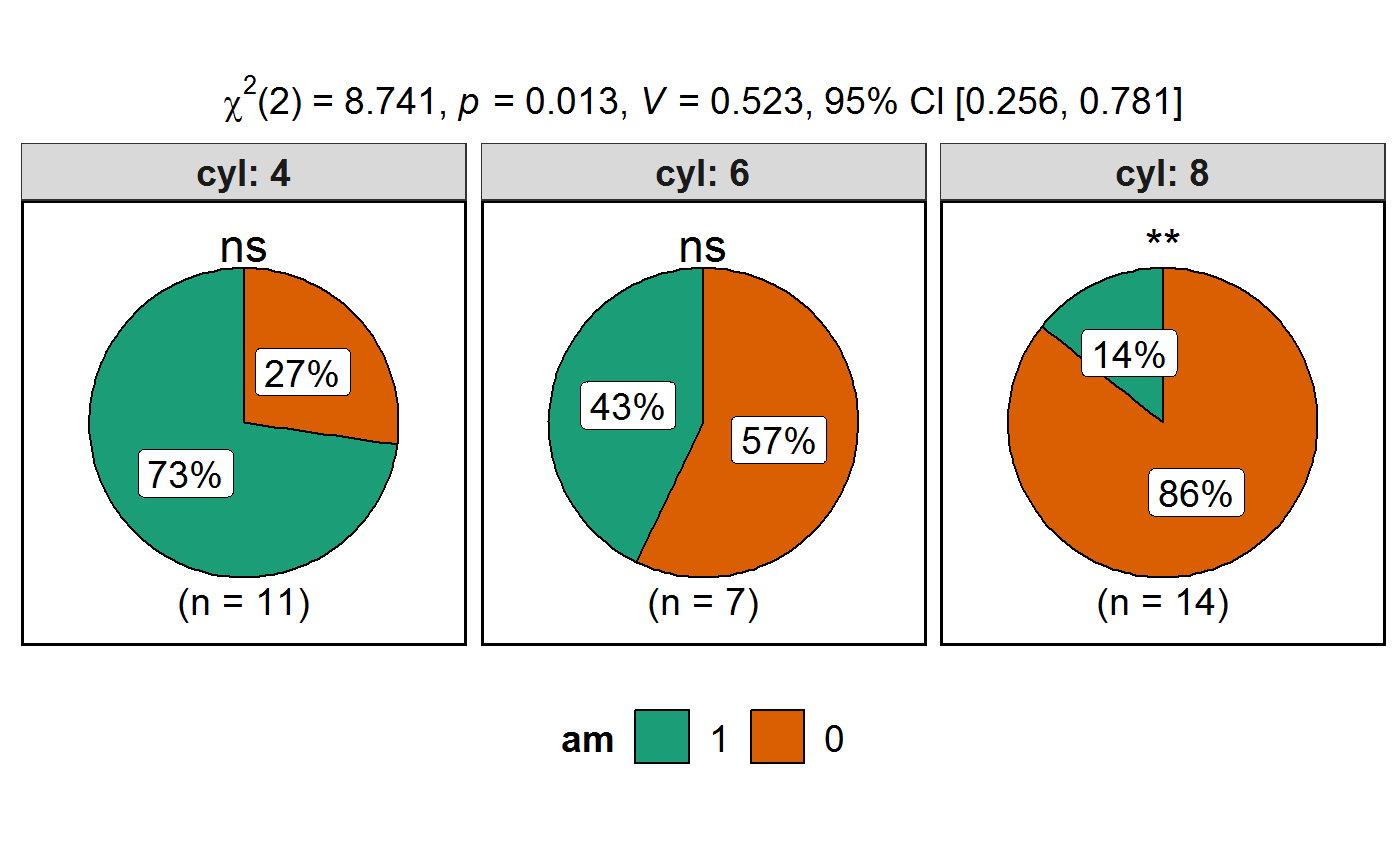 χ²(2) = 8.741, p = 0.013, V = 0.523, 95% CI [0.256, 0.781]
cyl: 4
ns
27%
73%
(n = 11)
cyl: 6
ns
43%
57%
(n = 7)
cyl: 8
**
14%
86%
(n = 14)
am 1 0